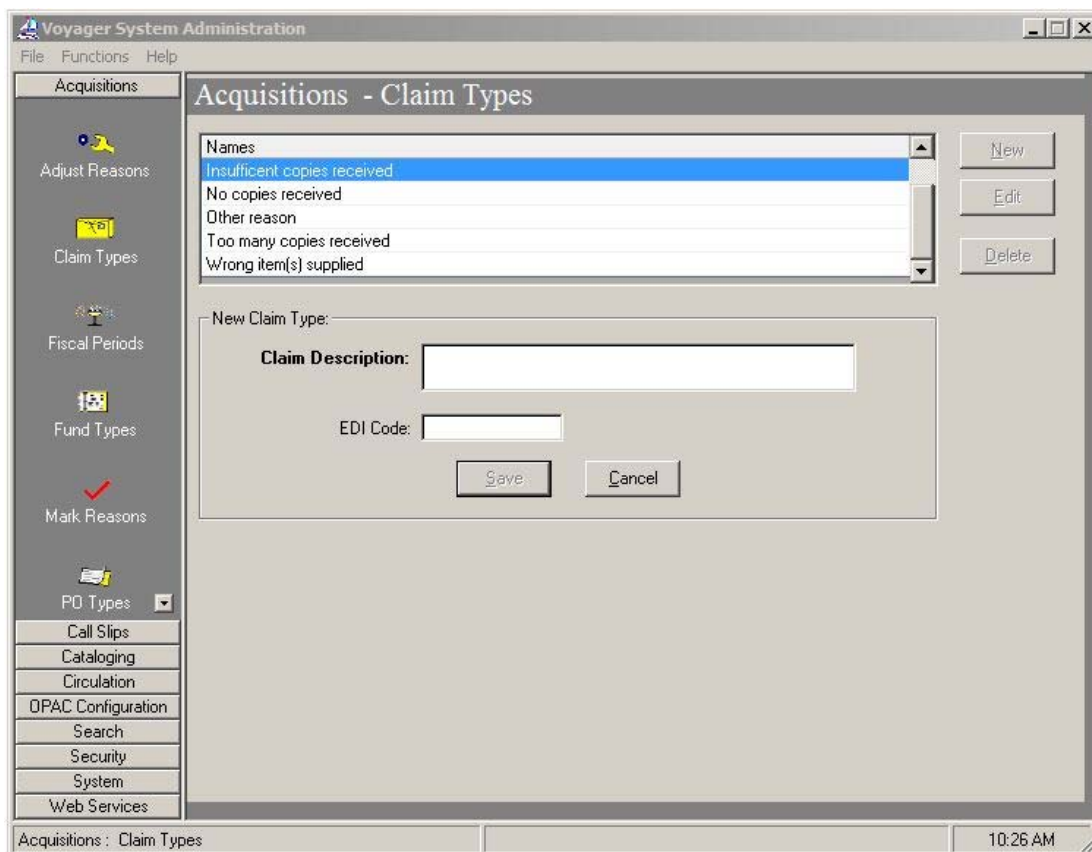 Voyager System Administration
File Functions Help
Acquisitions
Adjust Reasons
Claim Types
Fiscal Periods
Fund Types
Mark Reasons
PO Types
Call Slips
Cataloging
Circulation
OPAC Configuration
Search
Security
System
Web Services
Acquisitions - Claim Types
Names
Insufficent copies received
No copies received
Other reason
Too many copies received
Wrong item(s) supplied
New
Edit
Delete
New Claim Type:
Claim Description:
EDI Code:
Save Cancel
Acquisitions : Claim Types
10:26 AM